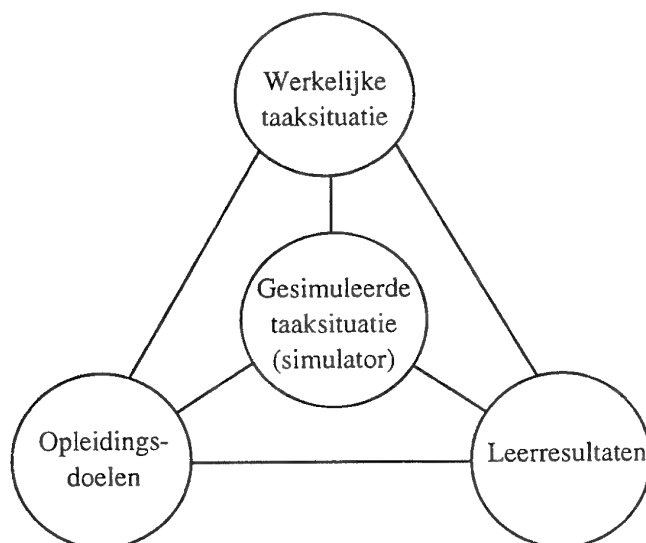 Werkelijke
taaksituatie
Gesimuleerde
taaksituatie
(simulator)
Opleidings-
doelen
Leerresultaten